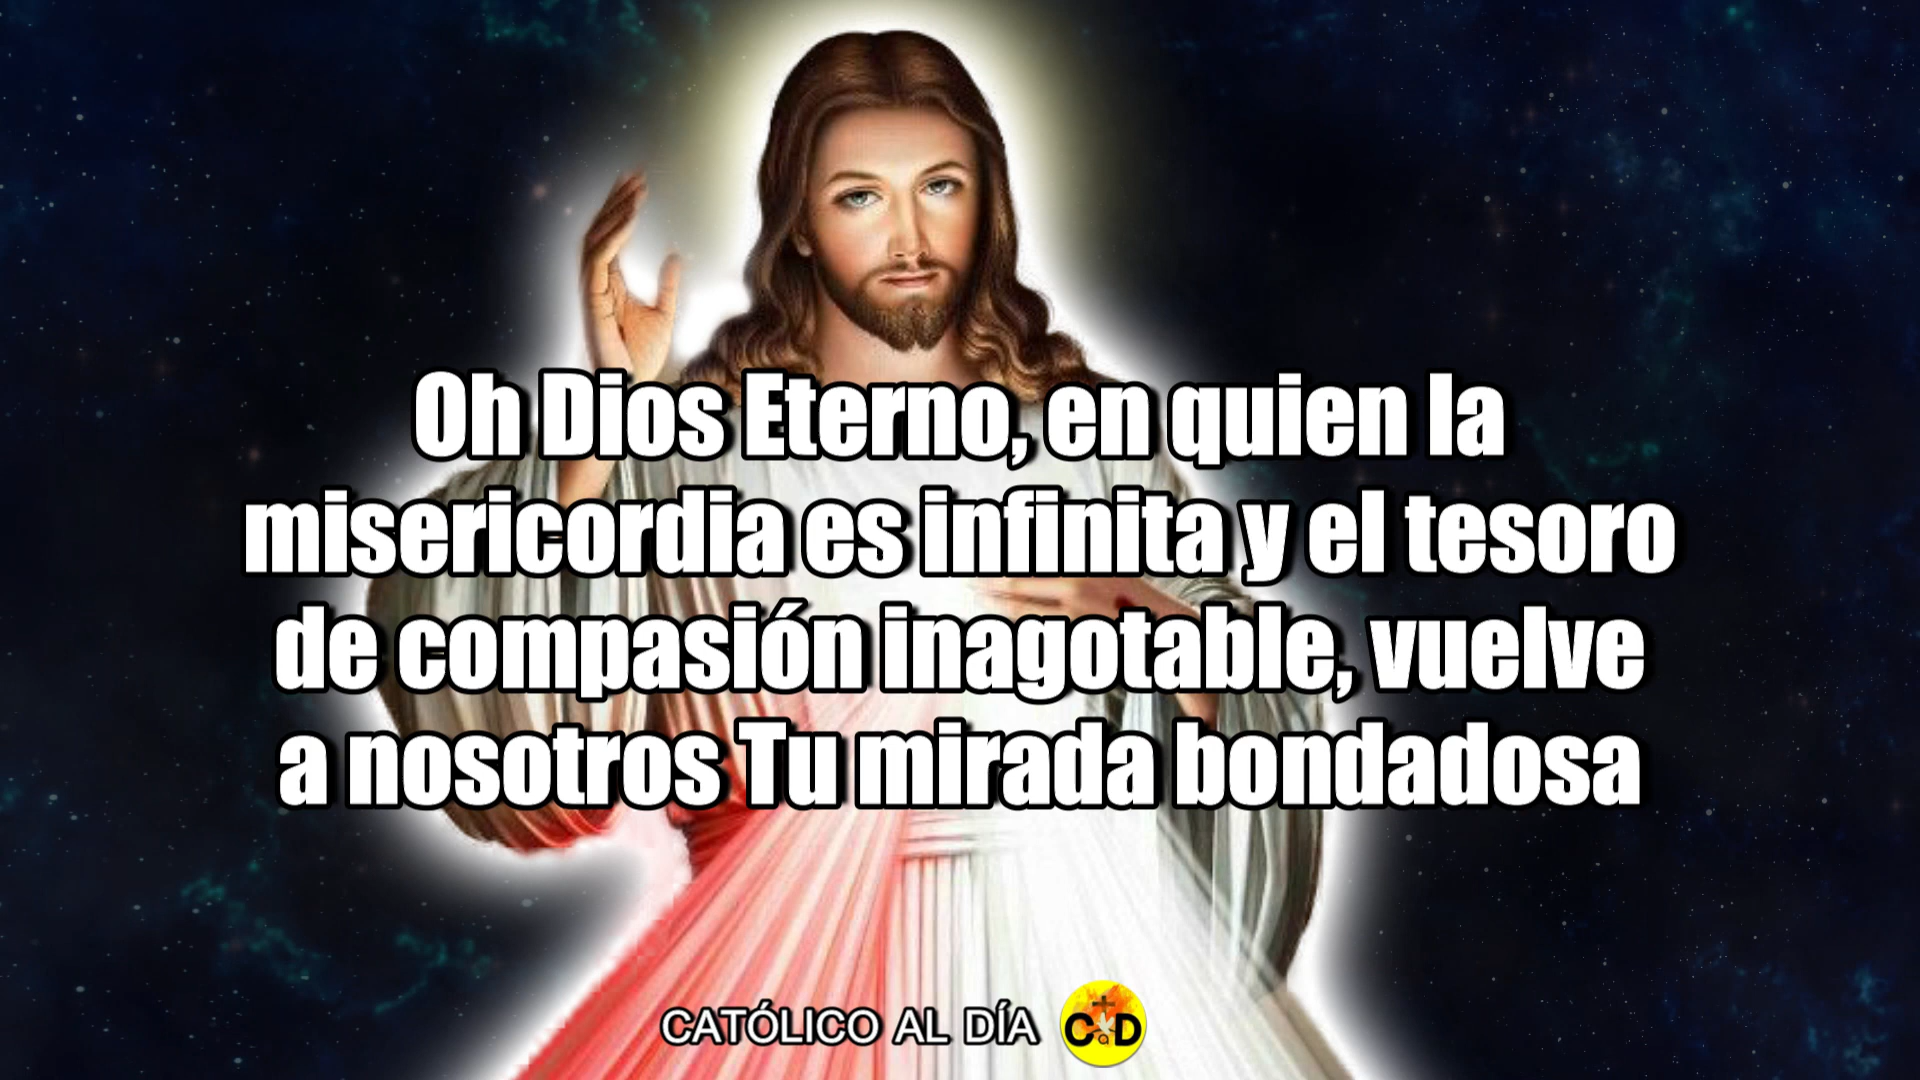 Oh Dios Eterno, en quien la
misericordia es infinita y el tesoro
de compasión inagotable, vuelve
a nosotros Tu mirada bondadosa
CATÓLICO AL DÍA
CaD